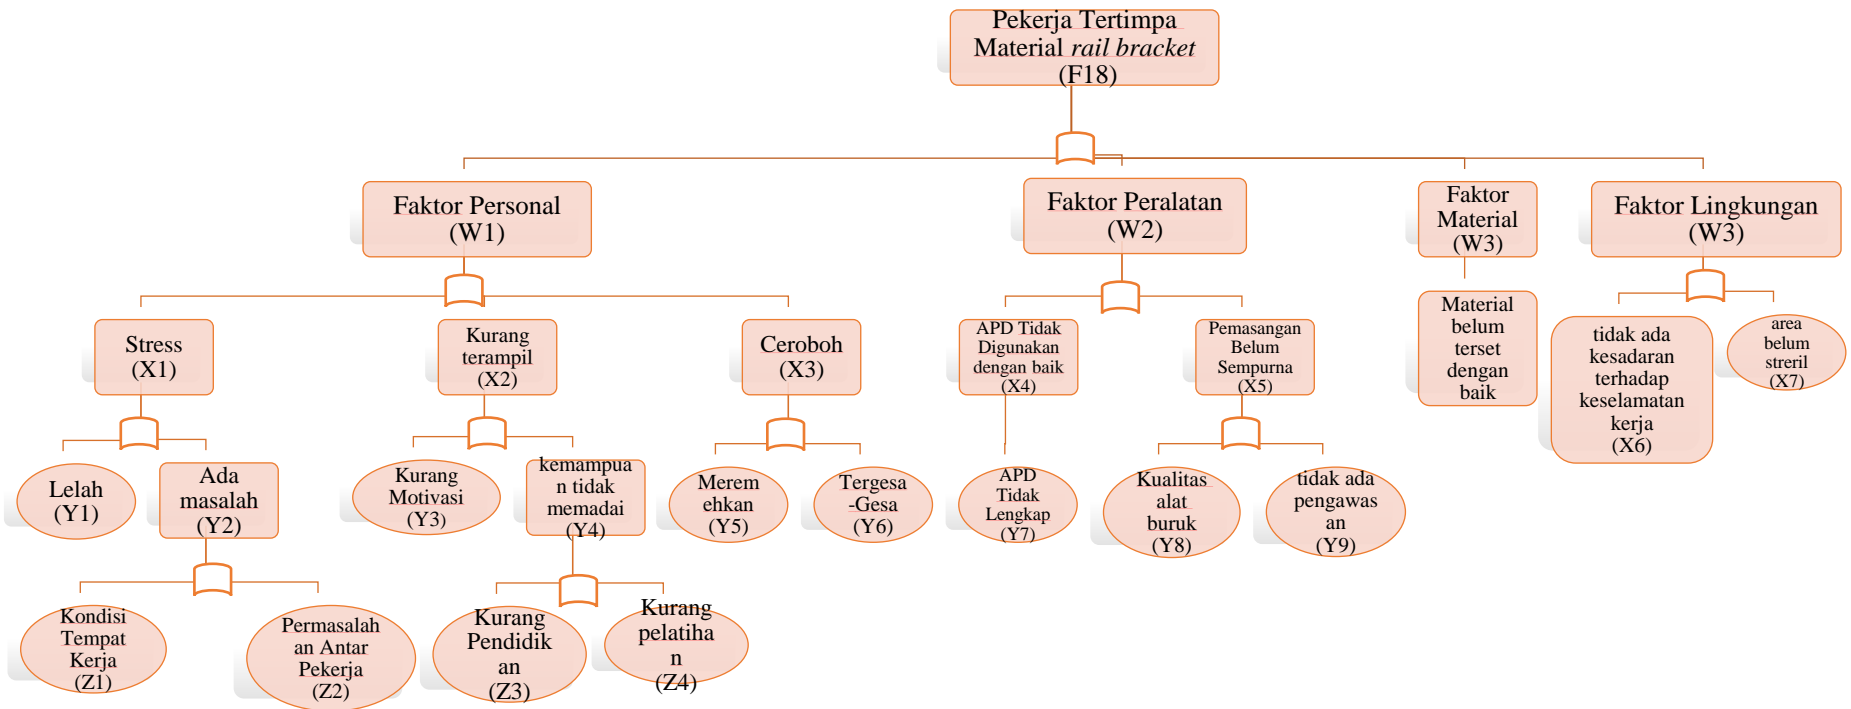 Pekerja Tertimpa
Material rail bracket
(F18)
Faktor Personal
(W1)
Faktor Peralatan
(W2)
Faktor
Material
(W3)
Faktor Lingkungan
(W3)
Stress
(X1)
Kurang
terampil
(X2)
Ceroboh
(X3)
APD Tidak
Digunakan
dengan baik
(X4)
Pemasangan
Belum
Sempurna
(X5)
Material
belum
terset
dengan
baik
tidak ada
kesadaran
terhadap
keselamatan
kerja
(X6)
area
belum
streril
(X7)
Lelah
(Y1)
Ada
masalah
(Y2)
Kurang
Motivasi
(Y3)
kemampua
n tidak
memadai
(Y4)
Merem
ehkan
(Y5)
Tergesa
-Gesa
(Y6)
APD
Tidak
Lengkap
(Y7)
Kualitas
alat
buruk
(Y8)
tidak ada
pengawas
an
(Y9)
Kondisi
Tempat
Kerja
(Z1)
Permasalah
an Antar
Pekerja
(Z2)
Kurang
Pendidik
an
(Z3)
Kurang
pelatiha
n
(Z4)